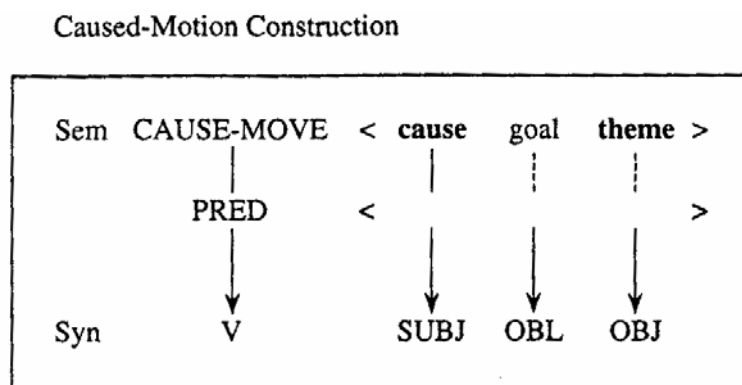 Caused-Motion Construction
Sem CAUSE-MOVE < cause goal theme >
PRED < >
Syn V SUBJ OBL OBJ